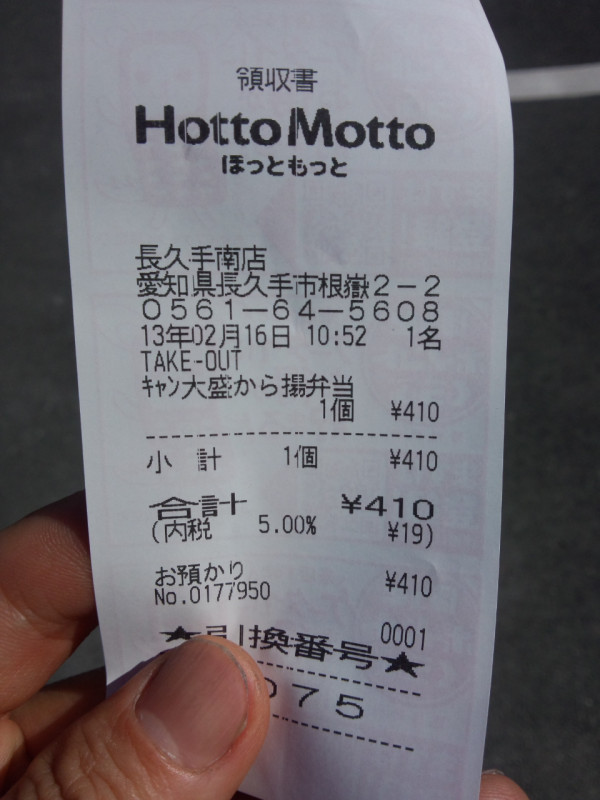 領収書
HottoMotto
ほっともっと
長久手南店
愛知県長久手市根嶽2-2
0561-64-5608
13年02月16日 10:52 1名
TAKE-OUT
ｷｬﾝ大盛から揚弁当
1個 ¥410
小 計 1個 ¥410
合計 ¥410
(内税 5.00% ¥19)
お預かり ¥410
No.0177950 0001
★引換番号★
075